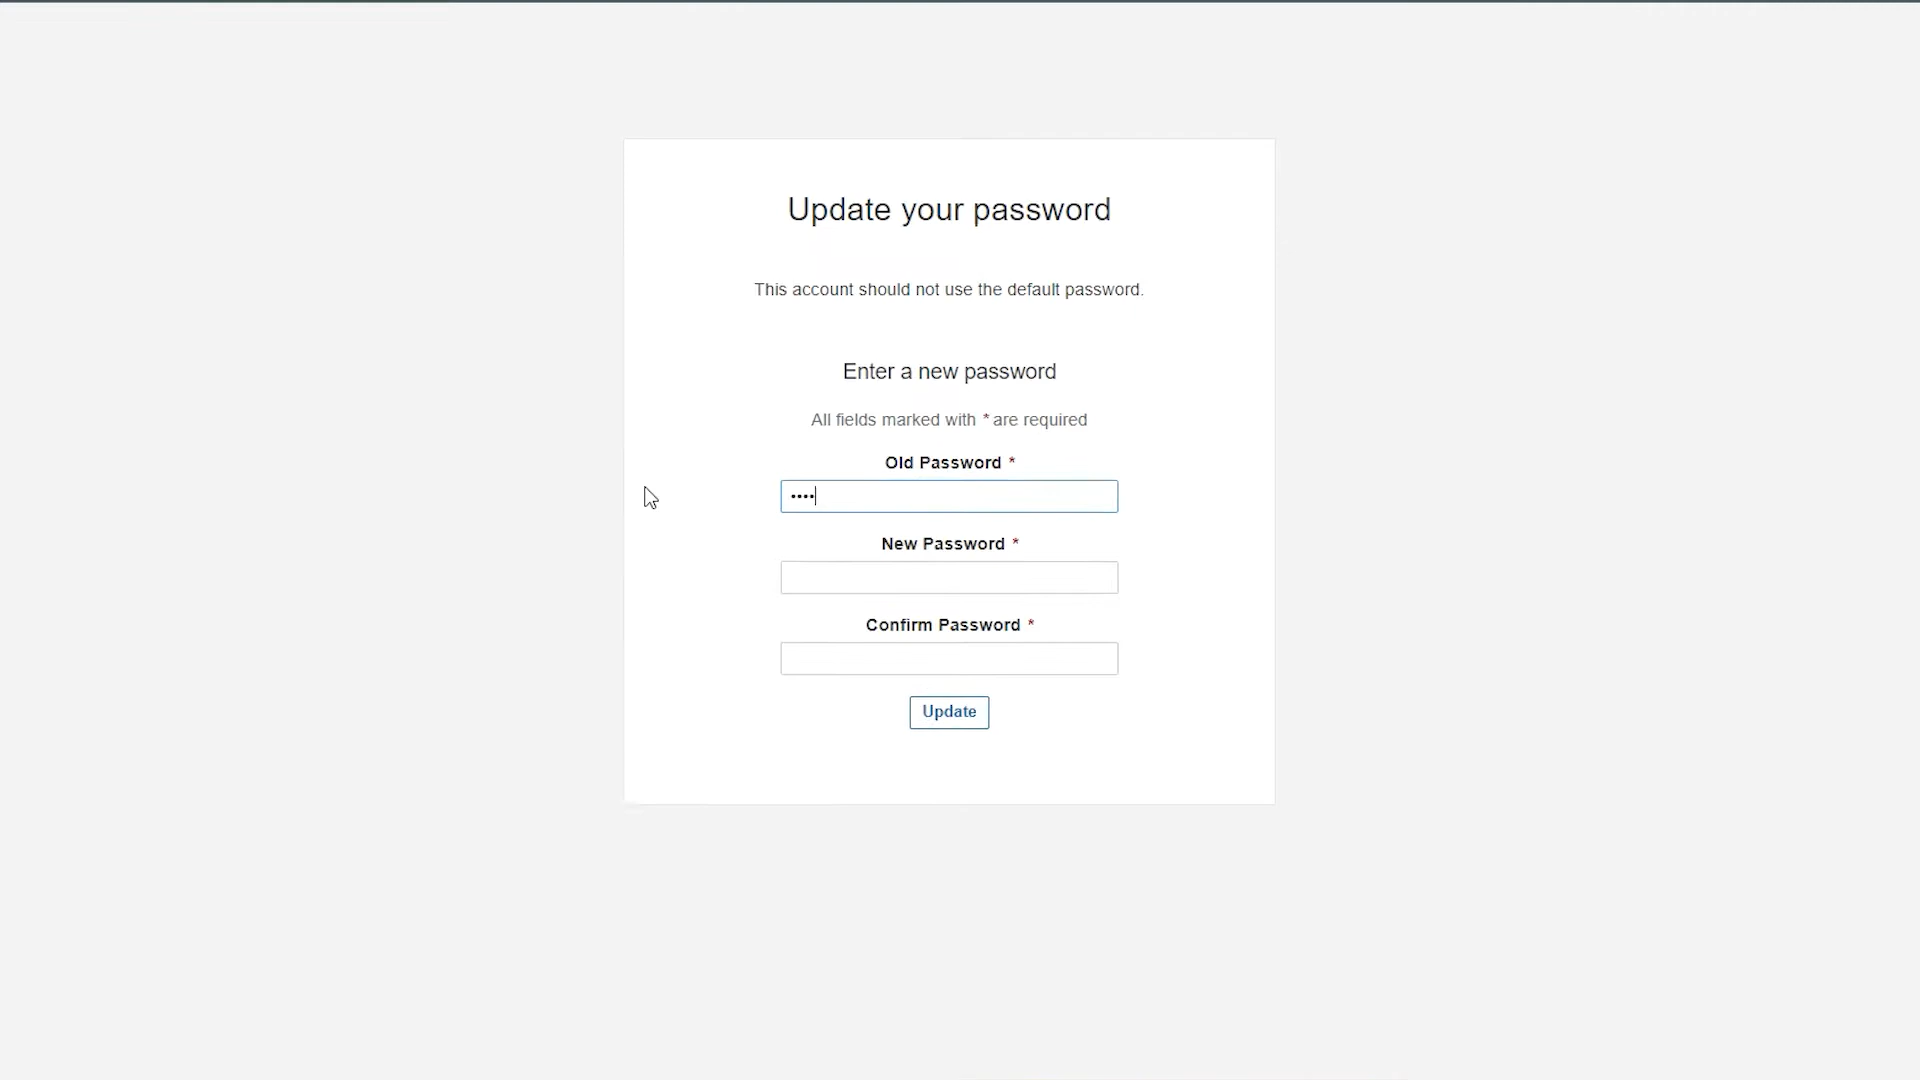 Update your password
This account should not use the default password.
Enter a new password
All fields marked with * are required
Old Password *
••••
New Password *
Confirm Password *
Update